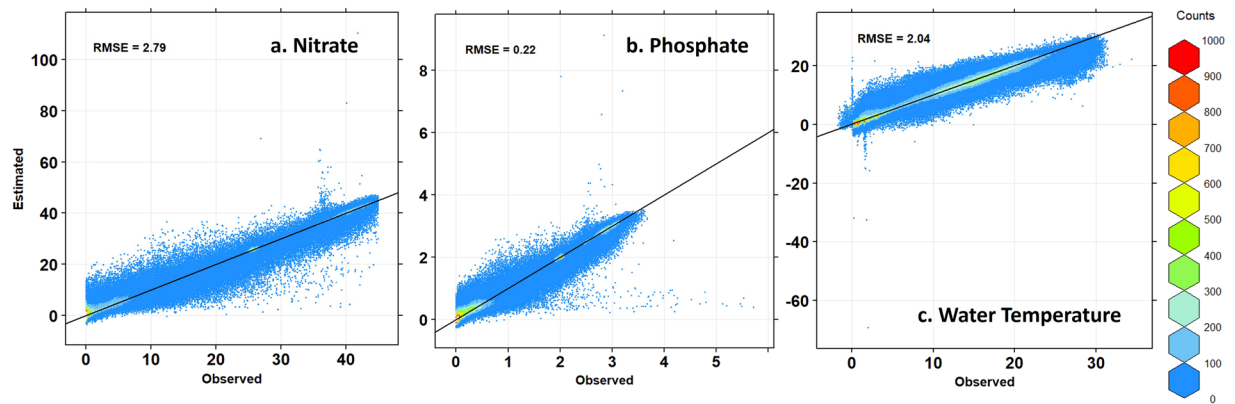 RMSE = 2.79
a. Nitrate
100
80
60
40
20
0
Estimated
0 10 20 30 40
Observed
RMSE = 0.22
b. Phosphate
8
6
4
2
0
0 1 2 3 4 5
Observed
RMSE = 2.04
20
0
-20
-40
-60
c. Water Temperature
0 10 20 30
Observed
Counts
1000
900
800
700
600
500
400
300
200
100
0